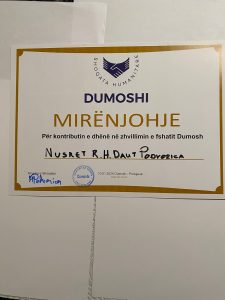 SHOQATA HUMANITARE
DUMOSHI
MIRËNJOHJE
Për kontributin e dhënë në zhvillimin e fshatit Dumosh
NUSRET R.H. DAUT PODVORICA